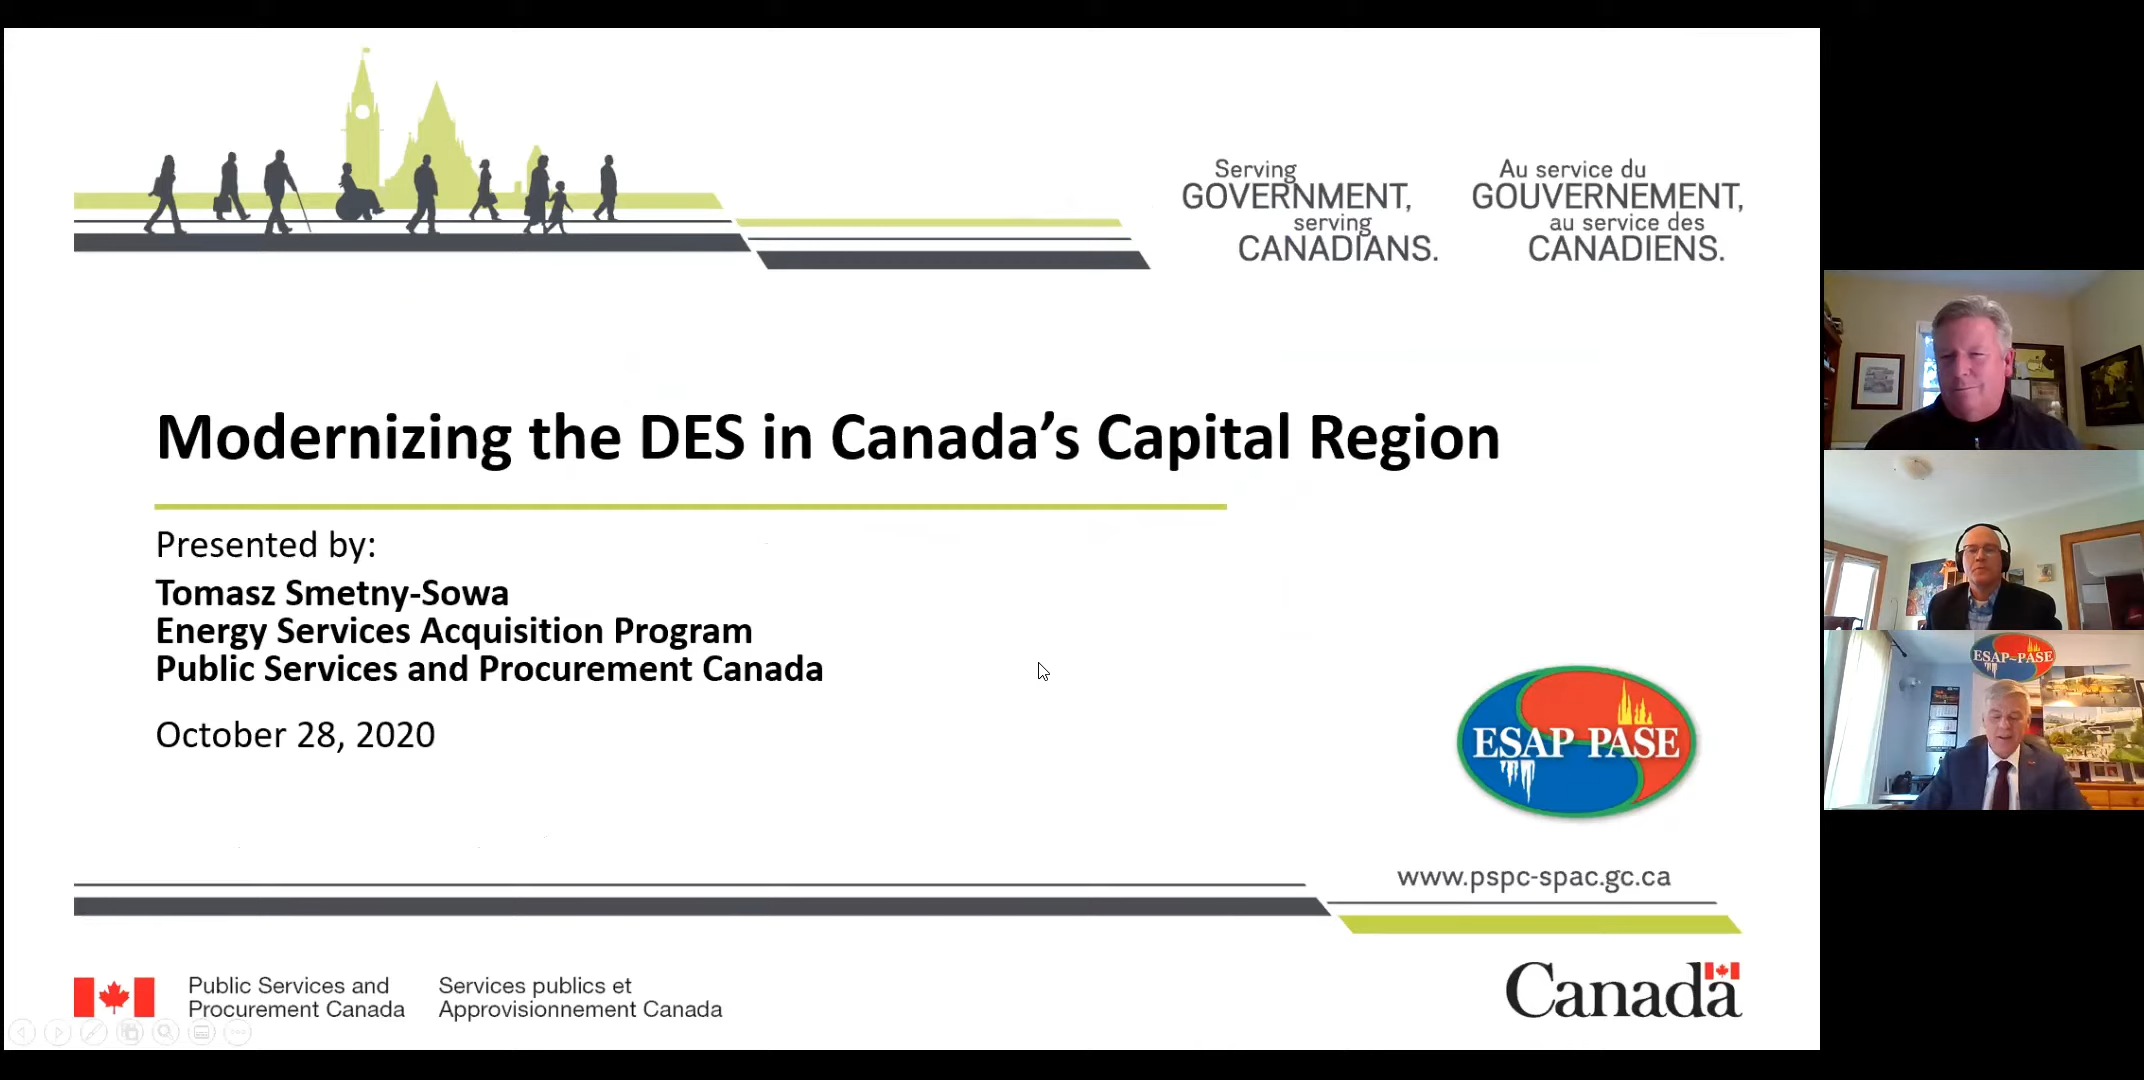 Serving
GOVERNMENT,
serving
CANADIANS.
Au service du
GOUVERNEMENT,
au service des
CANADIENS.
Modernizing the DES in Canada’s Capital Region
Presented by:
Tomasz Smetny-Sowa
Energy Services Acquisition Program
Public Services and Procurement Canada
October 28, 2020
ESAP PASE
www.pspc-spac.gc.ca
Public Services and
Procurement Canada
Services publics et
Approvisionnement Canada
Canada
ESAP PASE